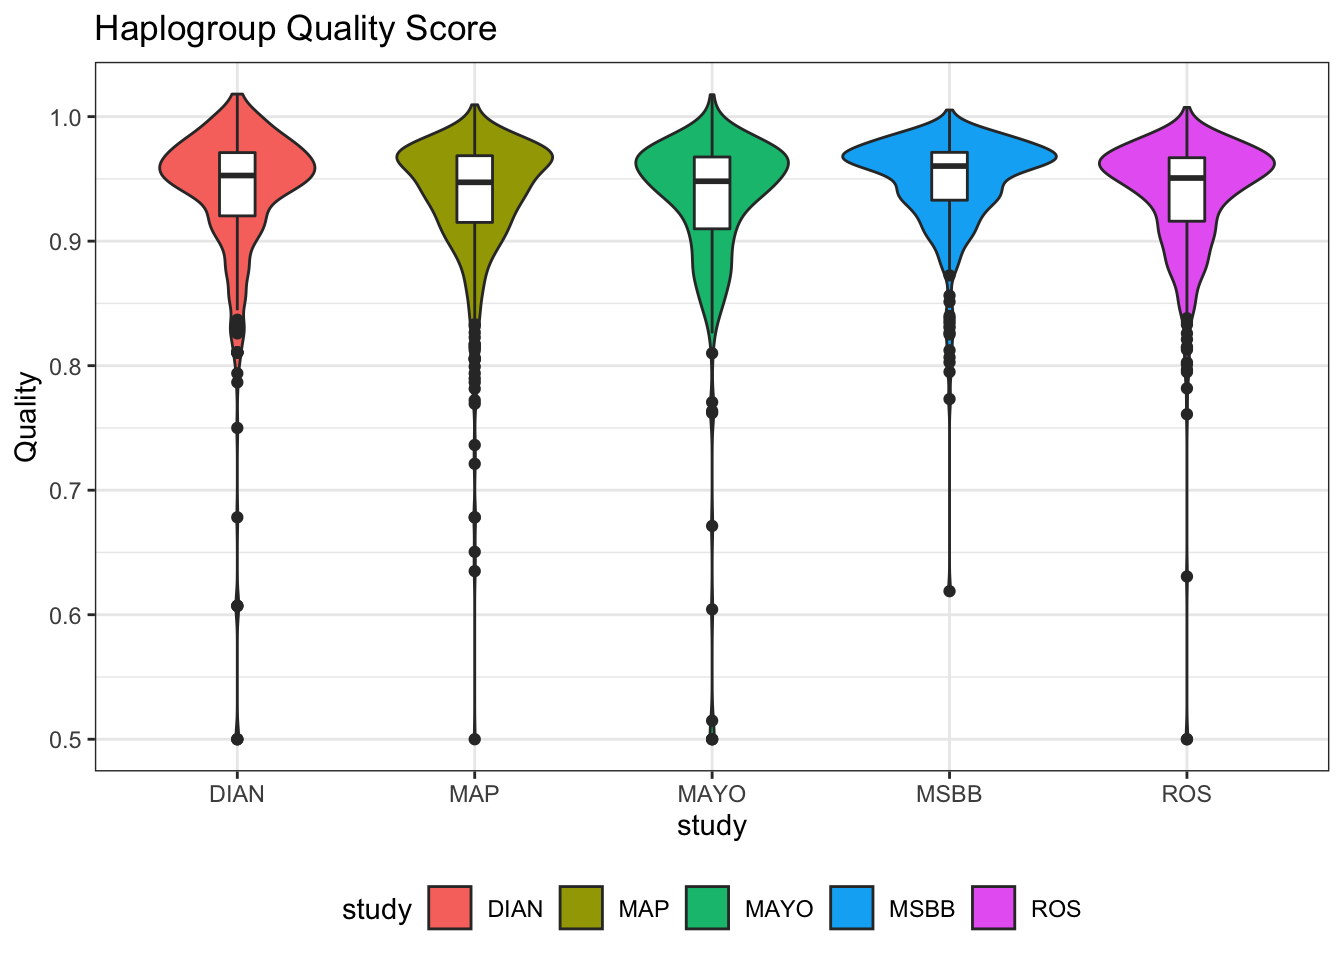 Haplogroup Quality Score
1.0
0.9
0.8
0.7
0.6
0.5
Quality
DIAN MAP MAYO MSBB ROS
study
study DIAN MAP MAYO MSBB ROS